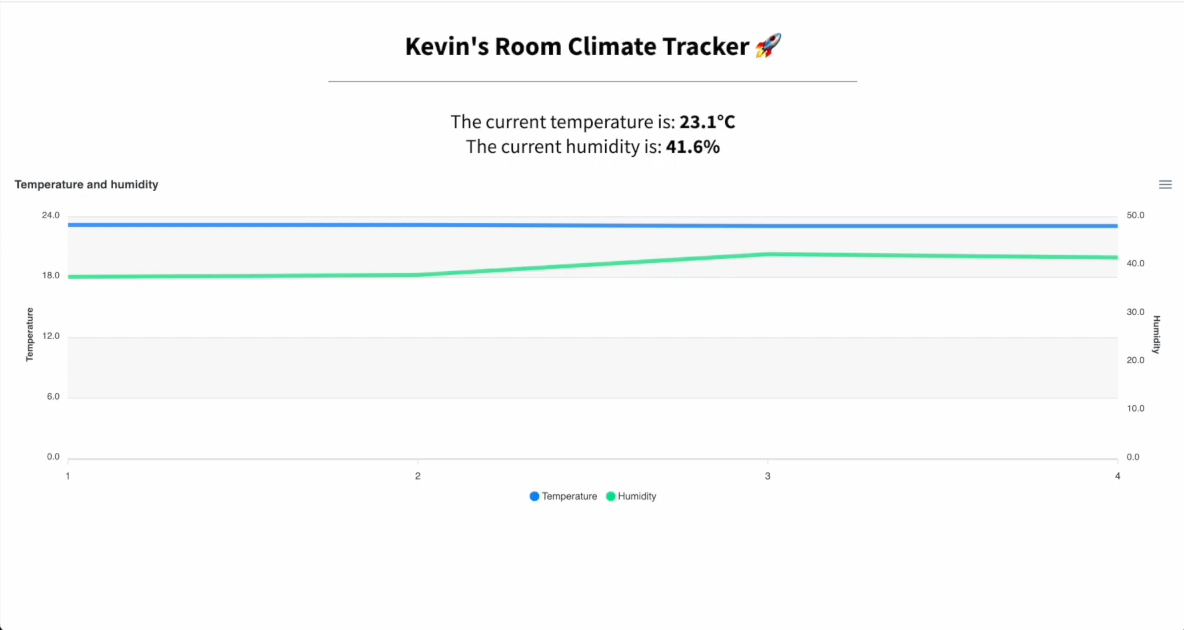 Kevin's Room Climate Tracker 🚀
The current temperature is: 23.1°C
The current humidity is: 41.6%
Temperature and humidity
24.0
18.0
12.0
6.0
0.0
Temperature
50.0
40.0
30.0
20.0
10.0
0.0
Humidity
1 2 3 4
Temperature Humidity